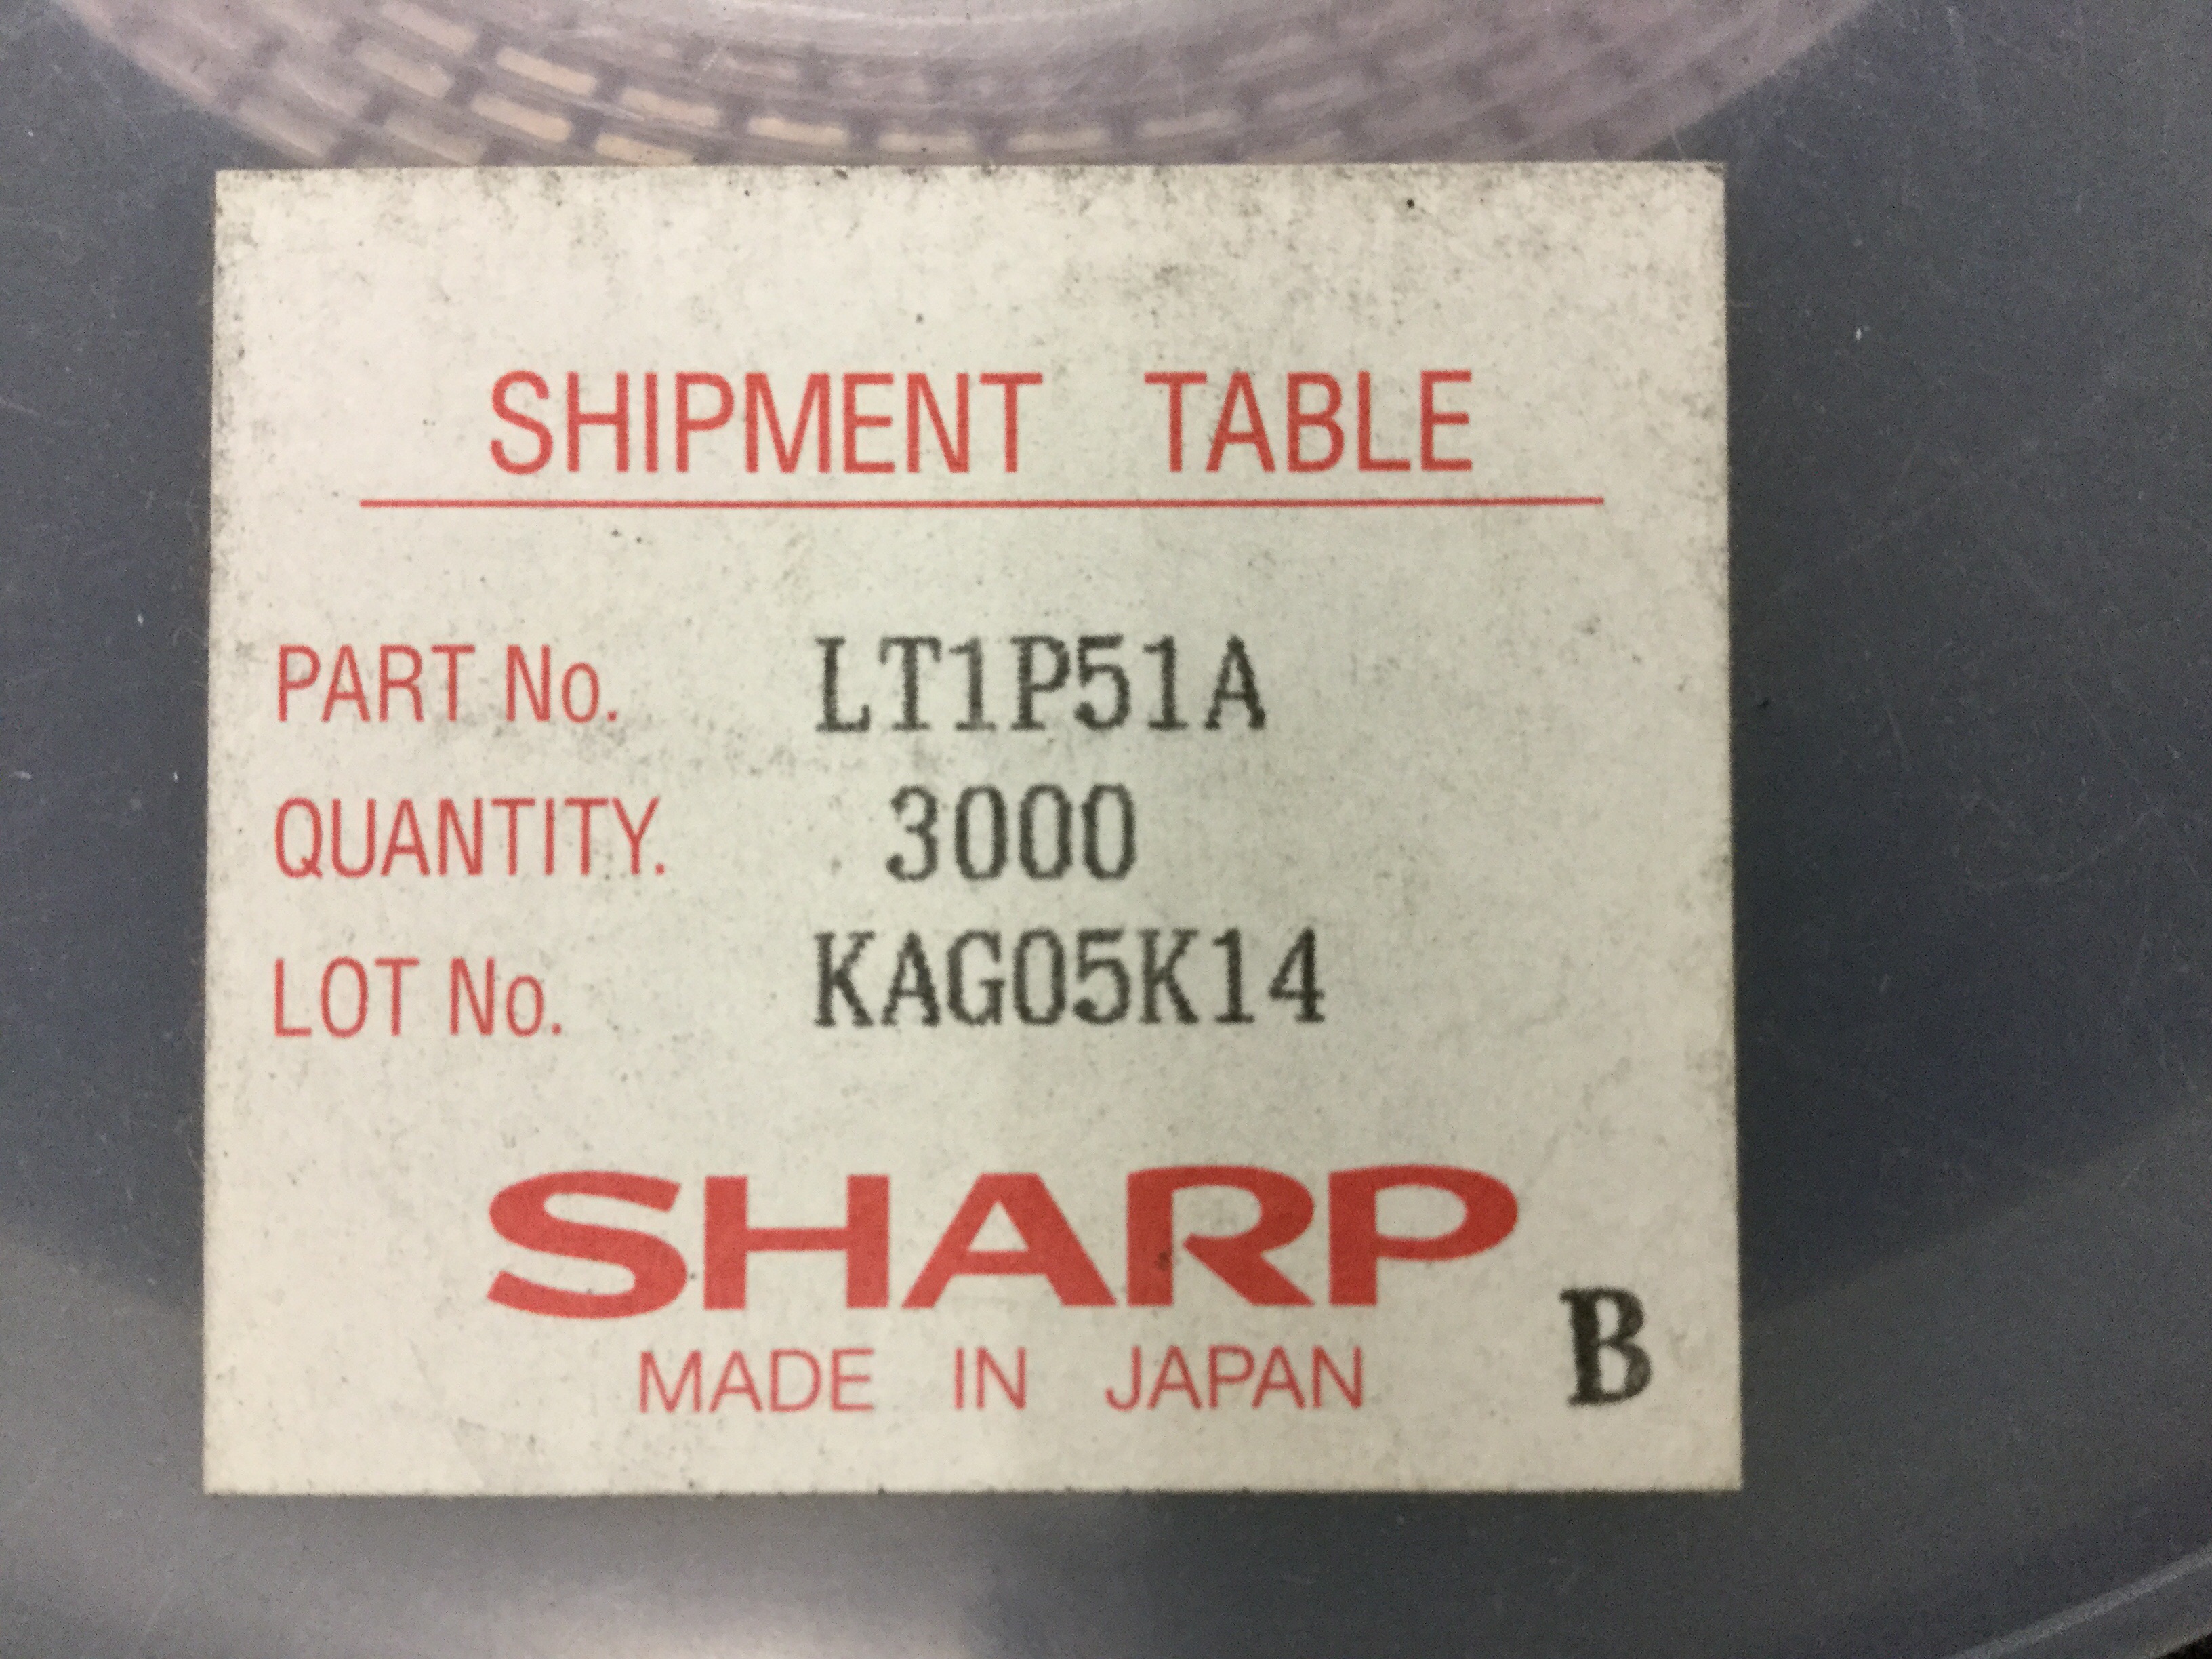 SHIPMENT TABLE
PART No. LT1P51A
QUANTITY. 3000
LOT No. KAG05K14
SHARP
MADE IN JAPAN
B